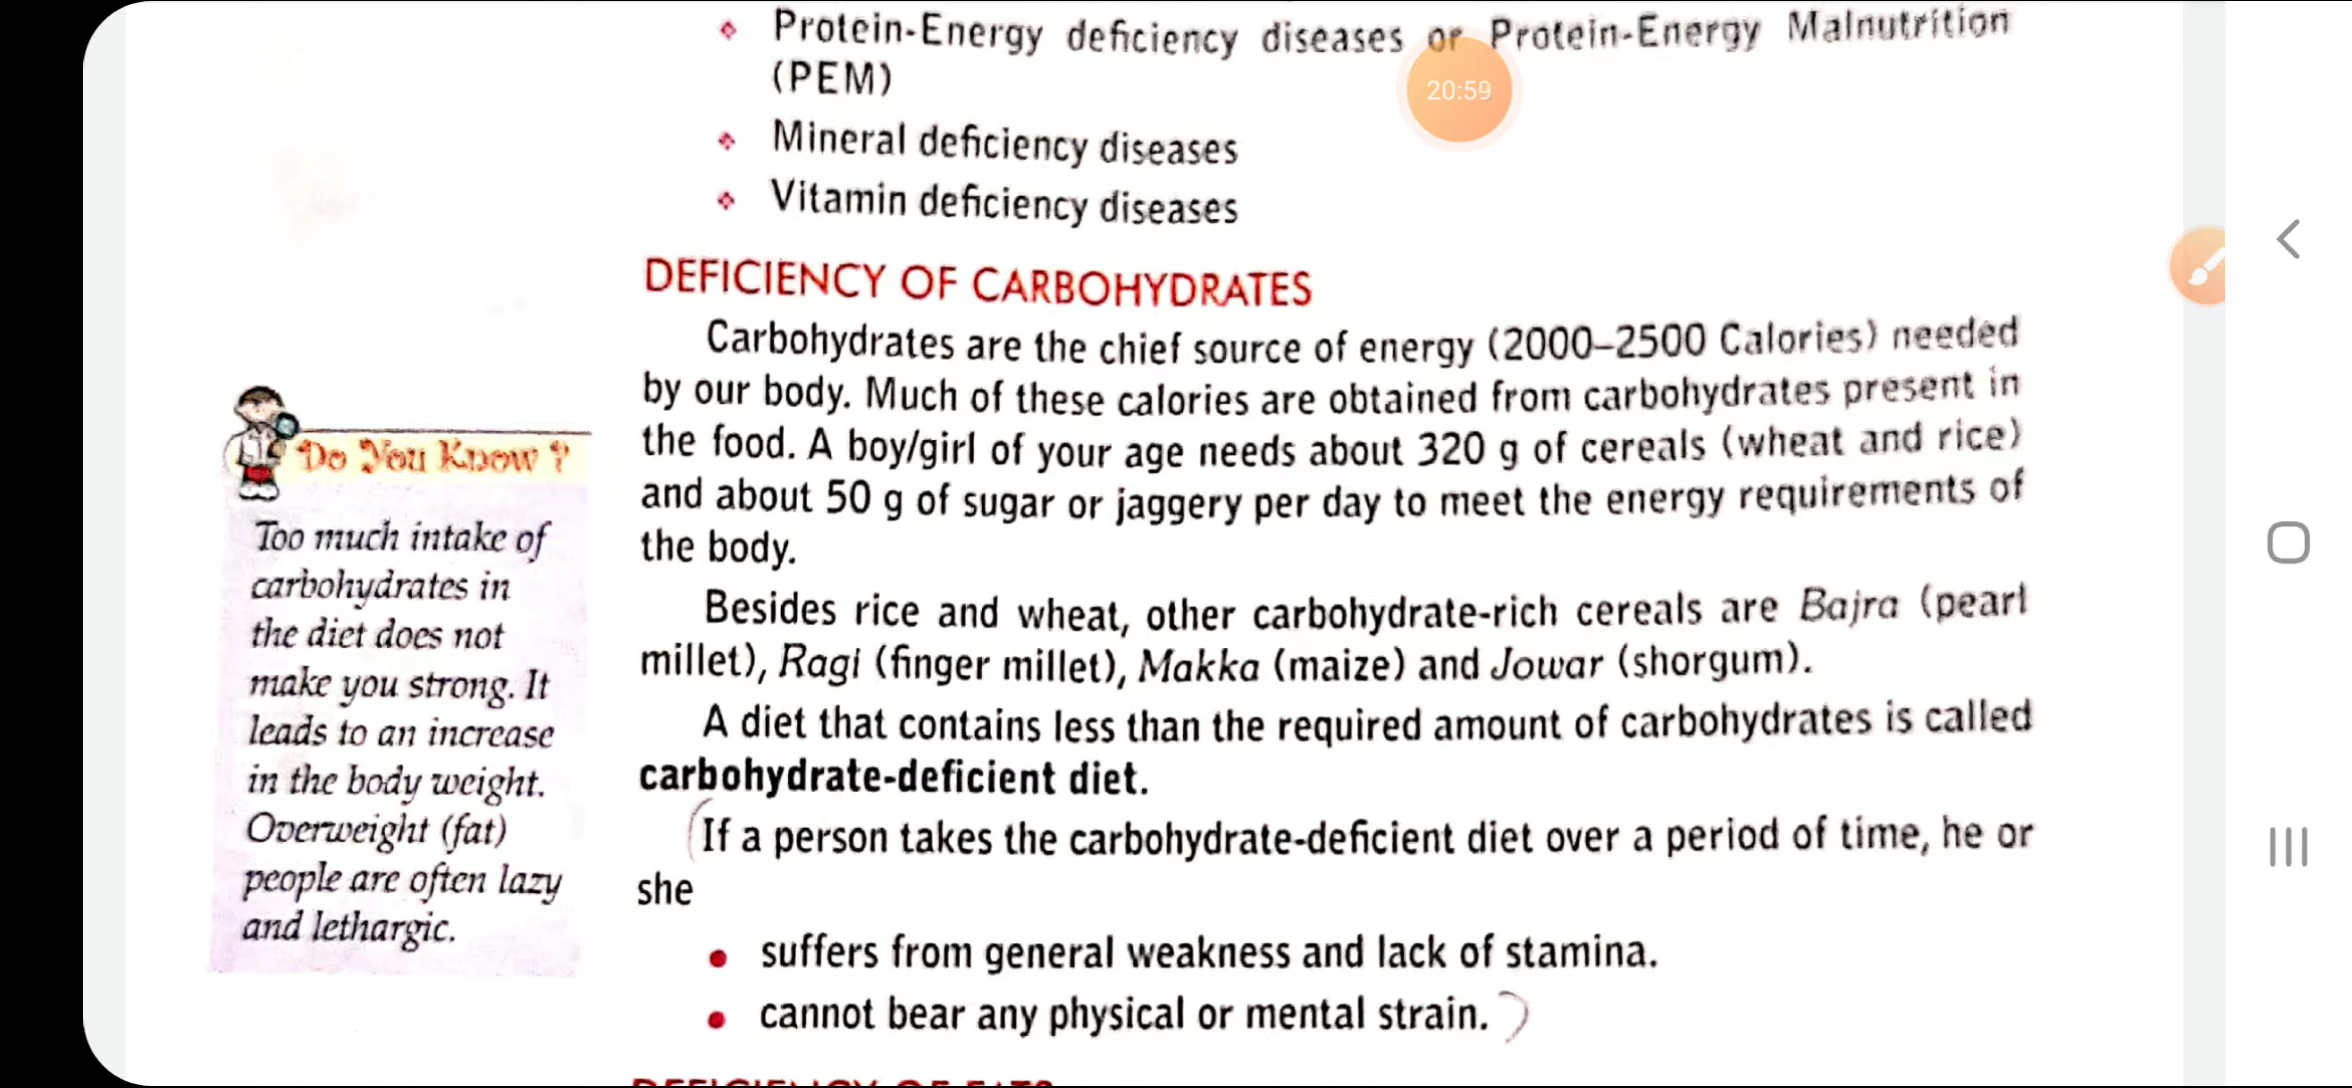 Protein-Energy deficiency diseases or Protein-Energy Malnutrition
(PEM)
20:59
Mineral deficiency diseases
Vitamin deficiency diseases
DEFICIENCY OF CARBOHYDRATES
Carbohydrates are the chief source of energy (2000–2500 Calories) needed
by our body. Much of these calories are obtained from carbohydrates present in
the food. A boy/girl of your age needs about 320 g of cereals (wheat and rice)
and about 50 g of sugar or jaggery per day to meet the energy requirements of
the body.
Besides rice and wheat, other carbohydrate-rich cereals are Bajra (pearl
millet), Ragi (finger millet), Makka (maize) and Jowar (shorgum).
A diet that contains less than the required amount of carbohydrates is called
carbohydrate-deficient diet.
(If a person takes the carbohydrate-deficient diet over a period of time, he or
she
suffers from general weakness and lack of stamina.
cannot bear any physical or mental strain.)
DEFICIENCY OF FATS
Do You Know ?
Too much intake of
carbohydrates in
the diet does not
make you strong. It
leads to an increase
in the body weight.
Overweight (fat)
people are often lazy
and lethargic.